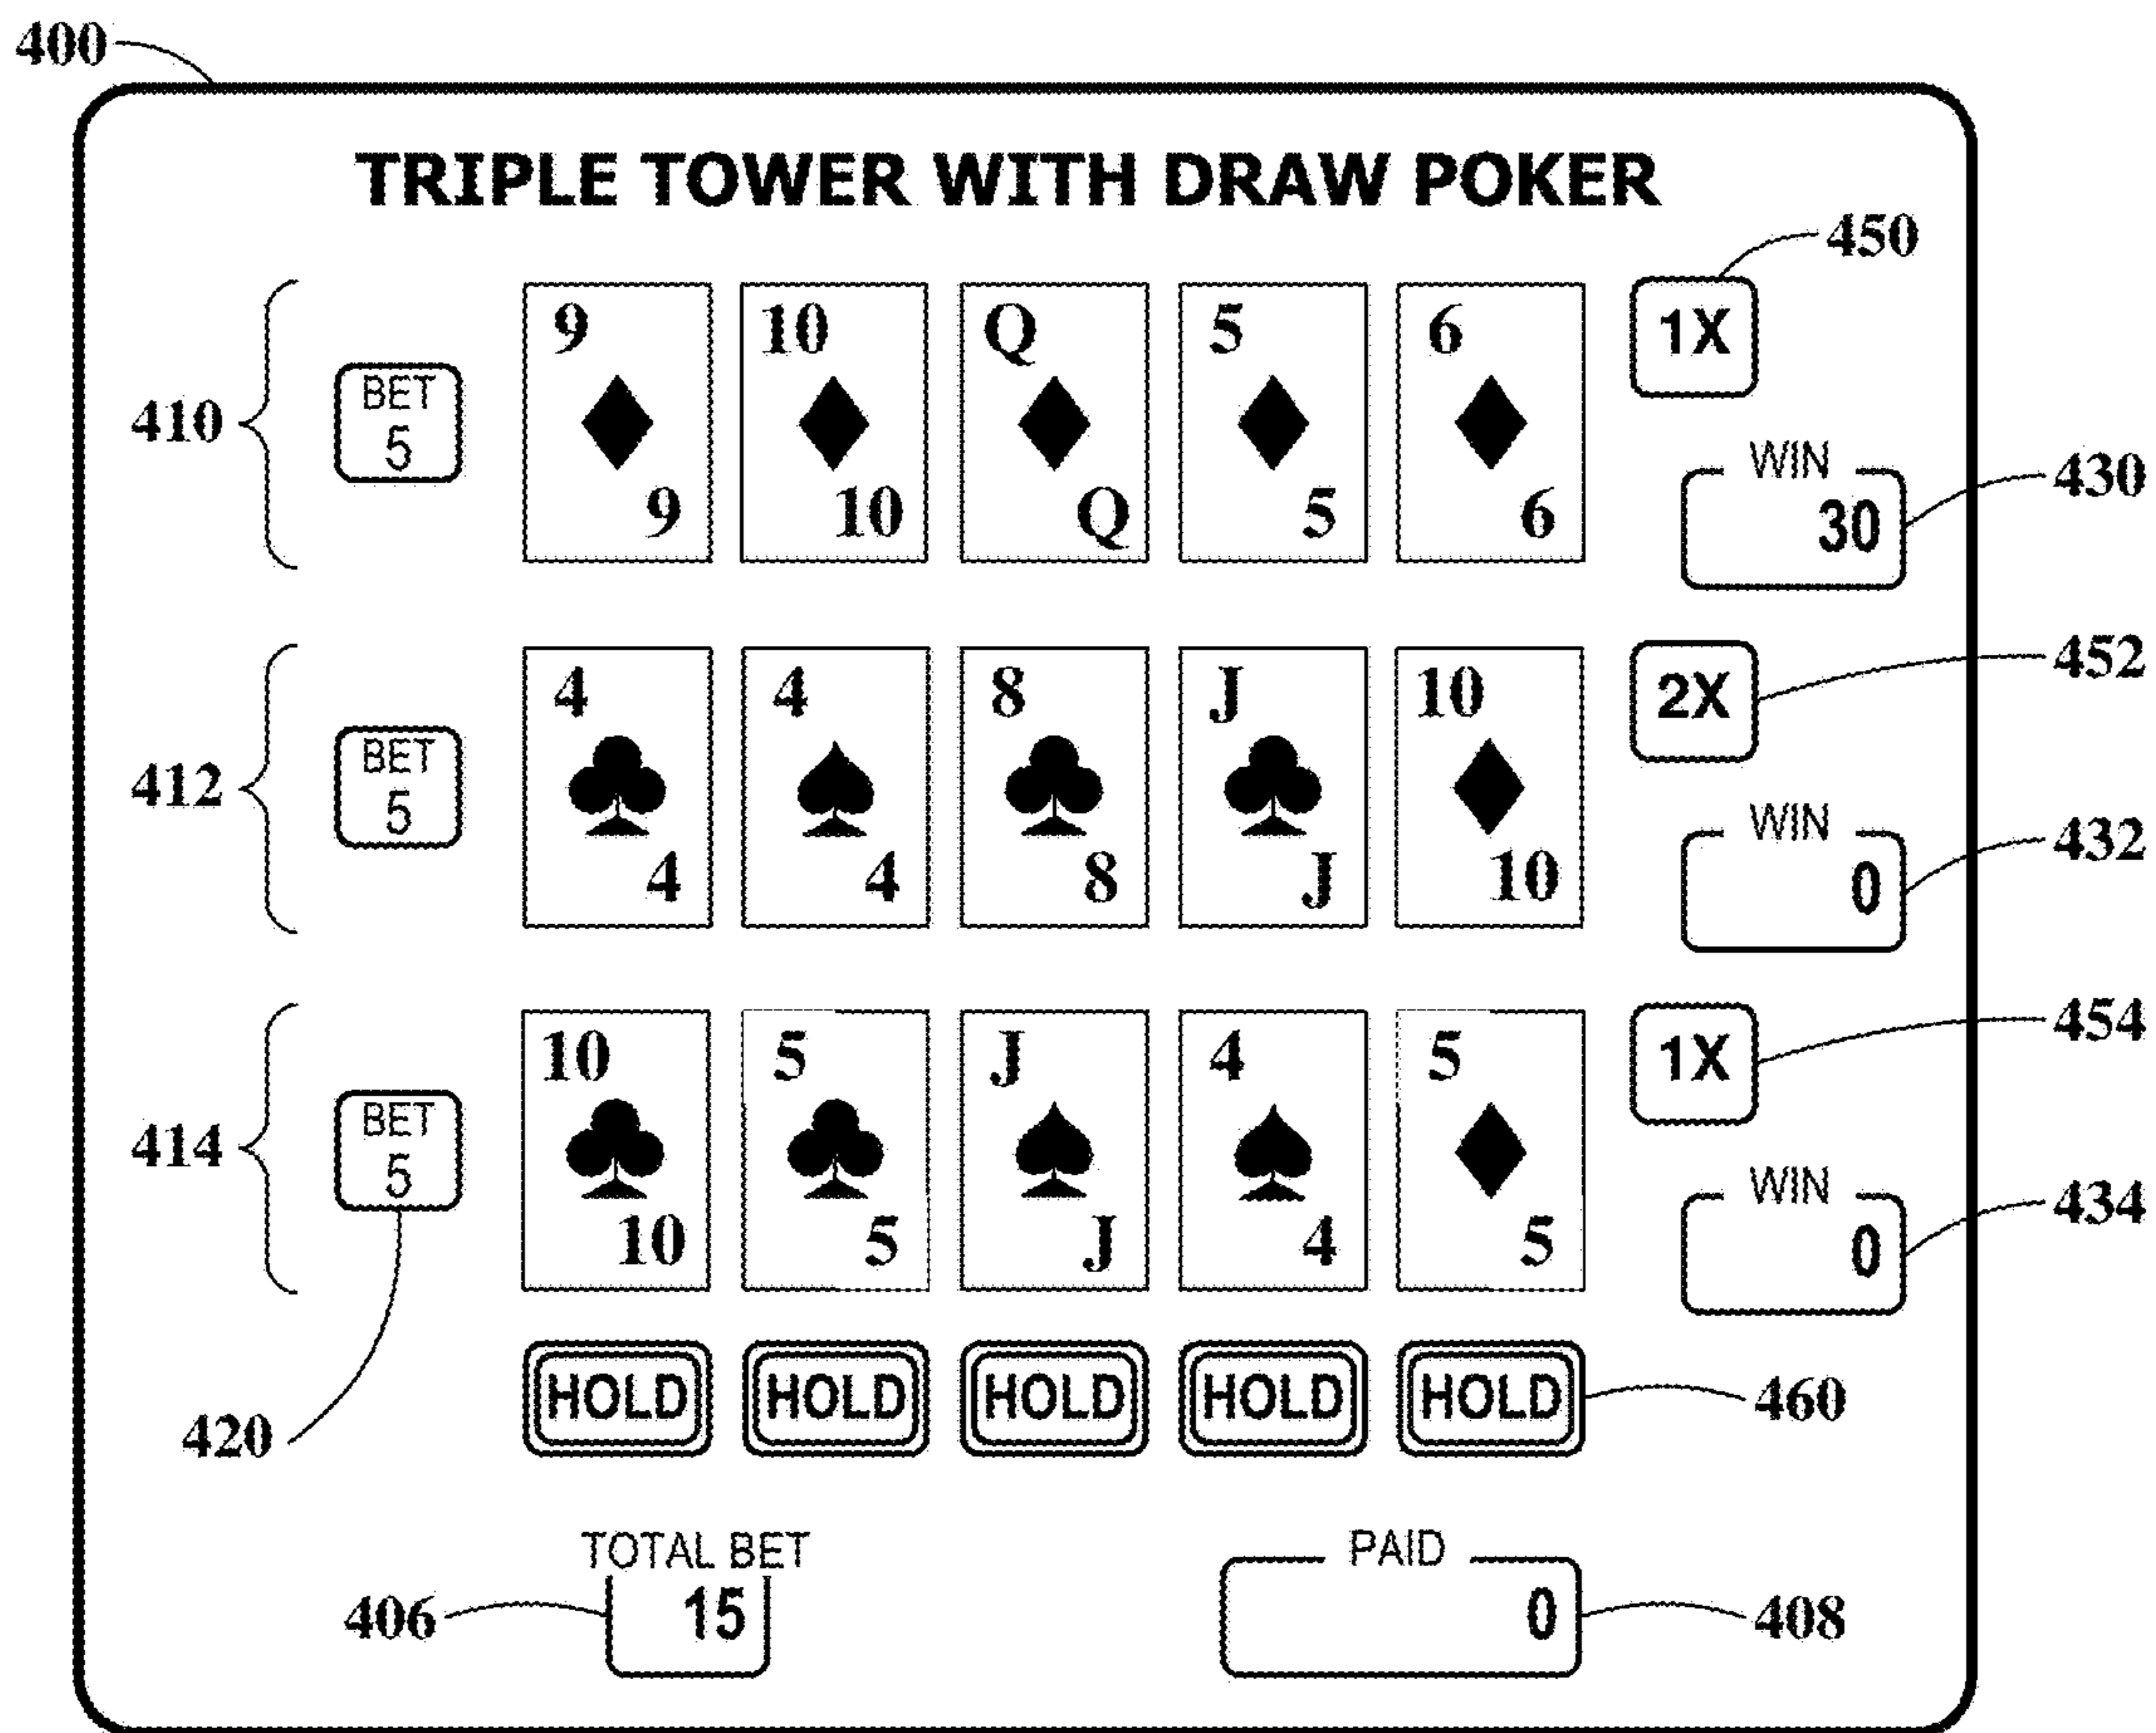 400
TRIPLE TOWER WITH DRAW POKER
450
9 10 Q 5 6 1X
BET
410
5
WIN
430
30
9 10 Q 5 6
452
4 4 8 J 10 2X
BET
412
5
WIN
432
0
4 4 8 J 10
454
10 5 J 4 5 1X
BET
414
5
WIN
434
0
10 5 J 4 5
HOLD HOLD HOLD HOLD HOLD 460
420
TOTAL BET PAID
406 15 0 408